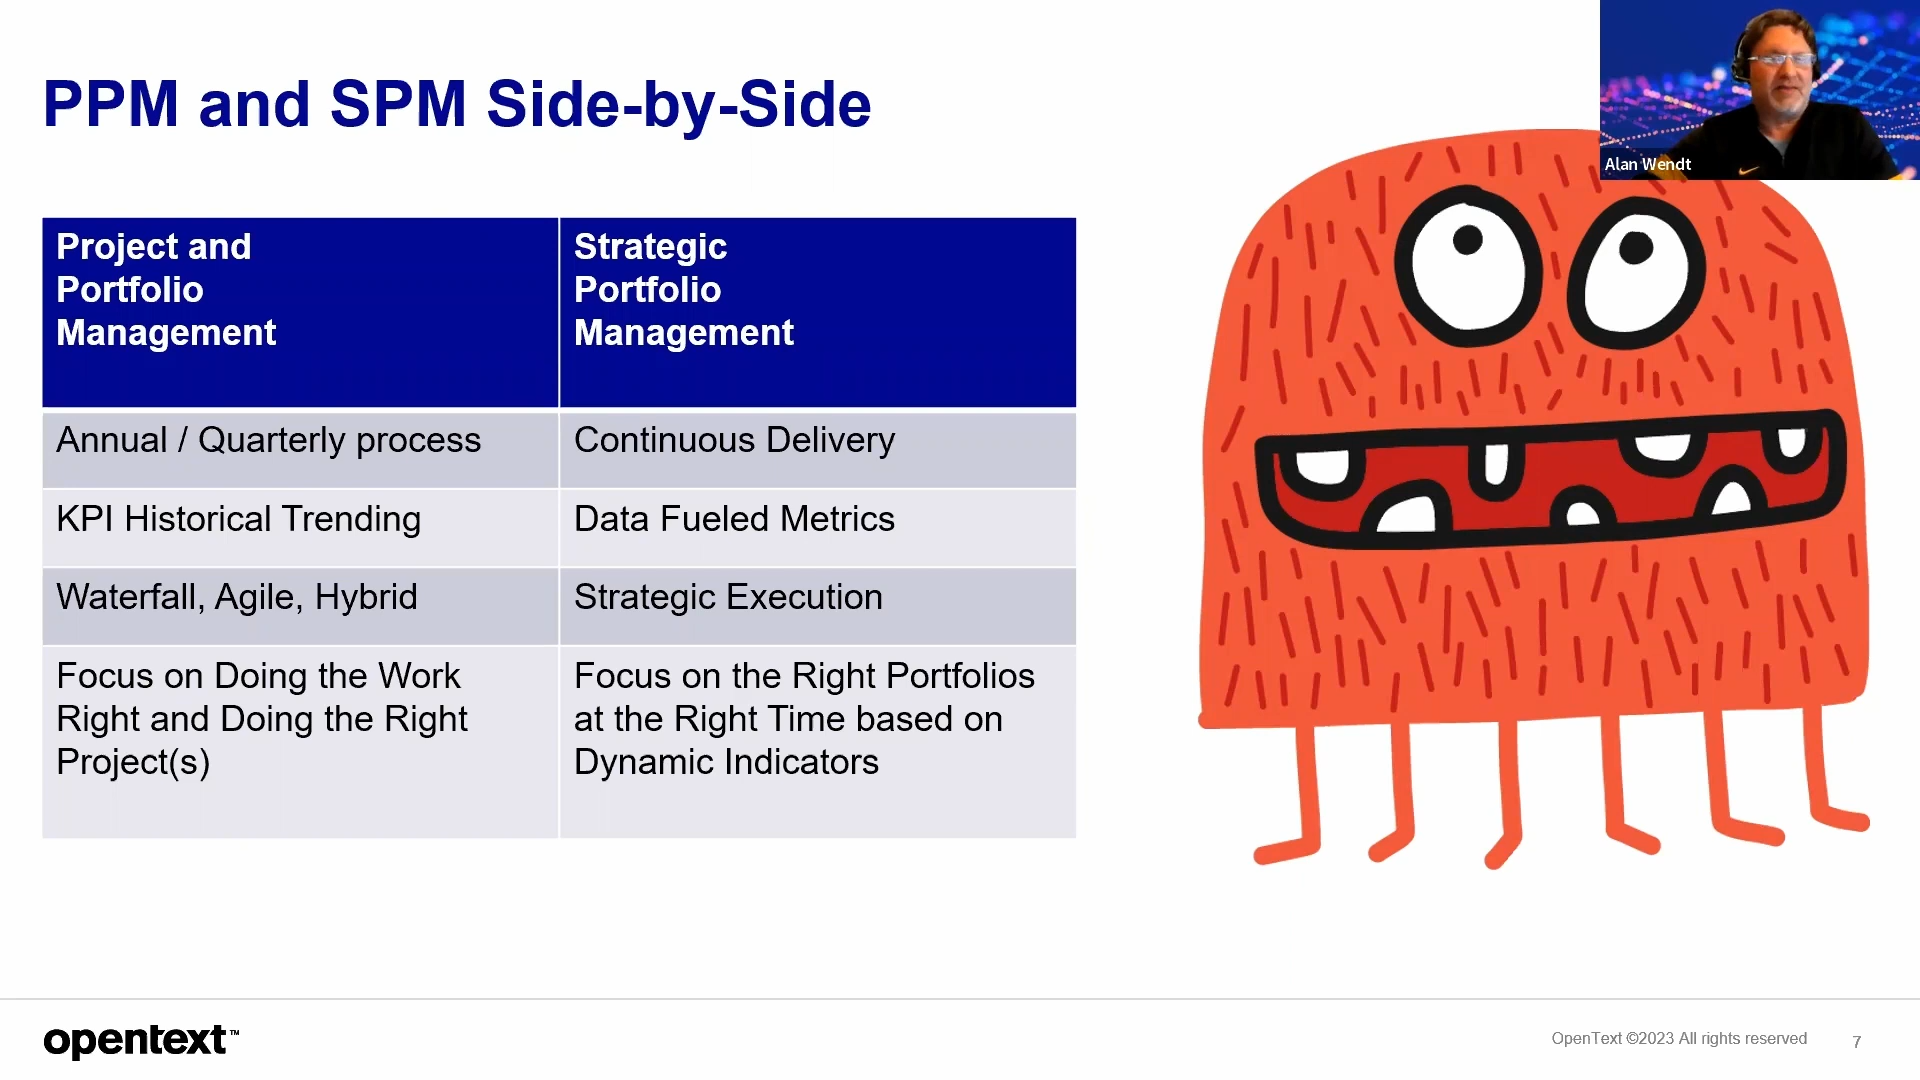 PPM and SPM Side-by-Side
Alan Wendt
Project and
Portfolio
Management
Strategic
Portfolio
Management
Annual / Quarterly process
Continuous Delivery
KPI Historical Trending
Data Fueled Metrics
Waterfall, Agile, Hybrid
Strategic Execution
Focus on Doing the Work
Right and Doing the Right
Project(s)
Focus on the Right Portfolios
at the Right Time based on
Dynamic Indicators
opentext™
OpenText ©2023 All rights reserved
7